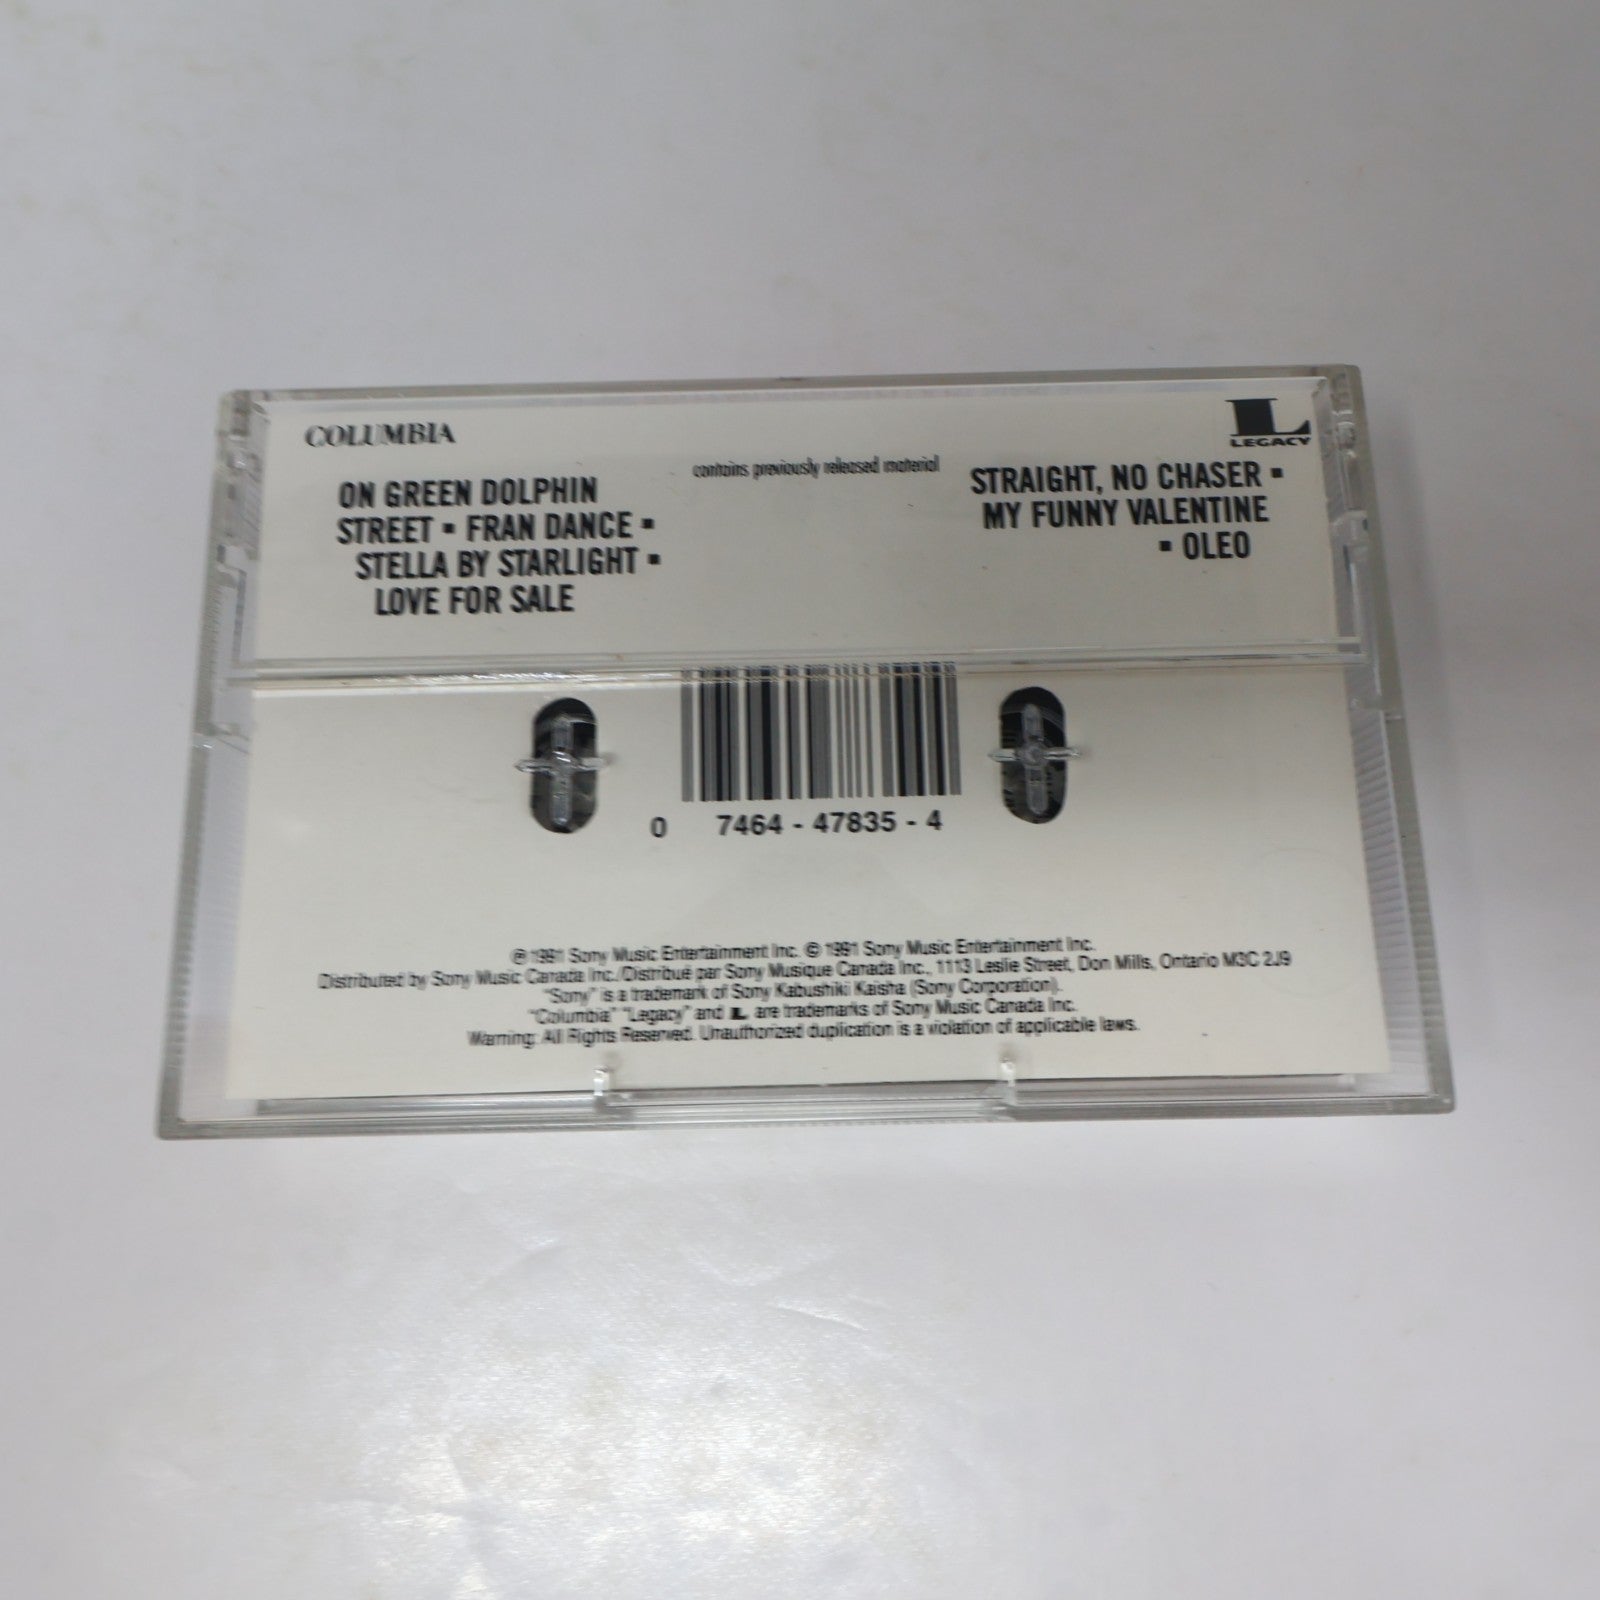 COLUMBIA
L
LEGACY
contains previously released material
ON GREEN DOLPHIN
STREET ▪ FRAN DANCE ▪
STELLA BY STARLIGHT ▪
LOVE FOR SALE
STRAIGHT, NO CHASER ▪
MY FUNNY VALENTINE
▪ OLEO
0 7464 - 47835 - 4
℗ 1991 Sony Music Entertainment Inc. © 1991 Sony Music Entertainment Inc.
Distributed by Sony Music Canada Inc./Distribué par Sony Musique Canada Inc., 1113 Leslie Street, Don Mills, Ontario M3C 2J9
"Sony" is a trademark of Sony Kabushiki Kaisha (Sony Corporation).
"Columbia" "Legacy" and L are trademarks of Sony Music Canada Inc.
Warning: All Rights Reserved. Unauthorized duplication is a violation of applicable laws.